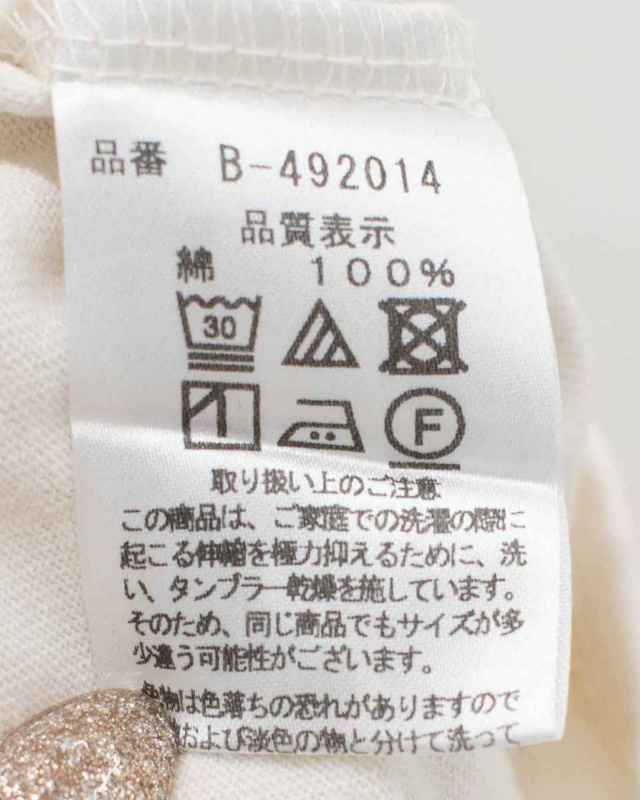 品番 B-492014
品質表示
綿 100%
30
F
取り扱い上のご注意
この商品は、ご家庭での洗濯の際に
起こる伸縮を極力抑えるために、洗
い、タンブラー乾燥を施しています。
そのため、同じ商品でもサイズが多
少違う可能性がございます。
色物は色落ちの恐れがありますので
および淡色の物と分けて洗って